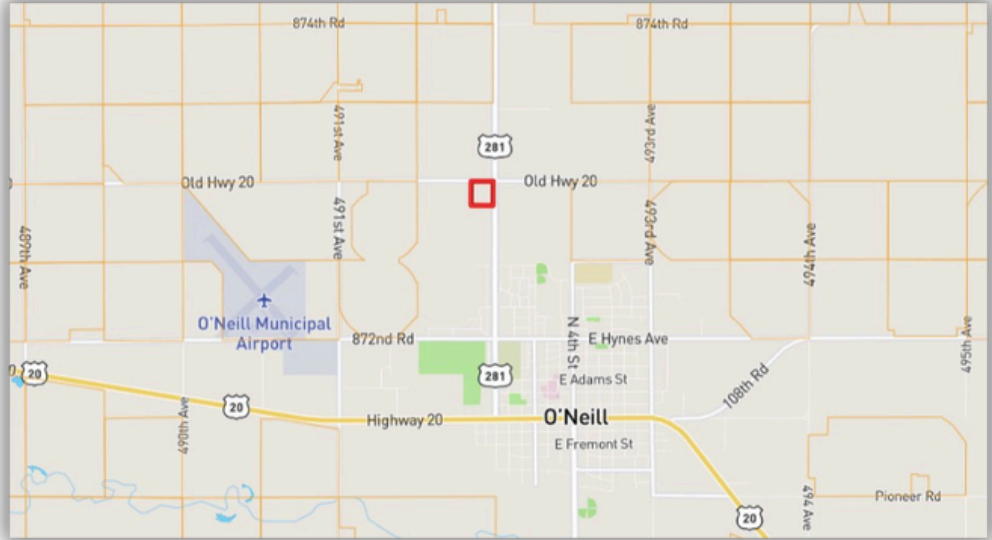 874th Rd
874th Rd
491st Ave
493rd Ave
281
Old Hwy 20
Old Hwy 20
489th Ave
491st Ave
493rd Ave
494th Ave
O'Neill Municipal
Airport
872nd Rd
N 4th St
E Hynes Ave
495th Ave
20
281
E Adams St
108th Rd
20
490th Ave
Highway 20
O'Neill
E Fremont St
494 Ave
Pioneer Rd
20